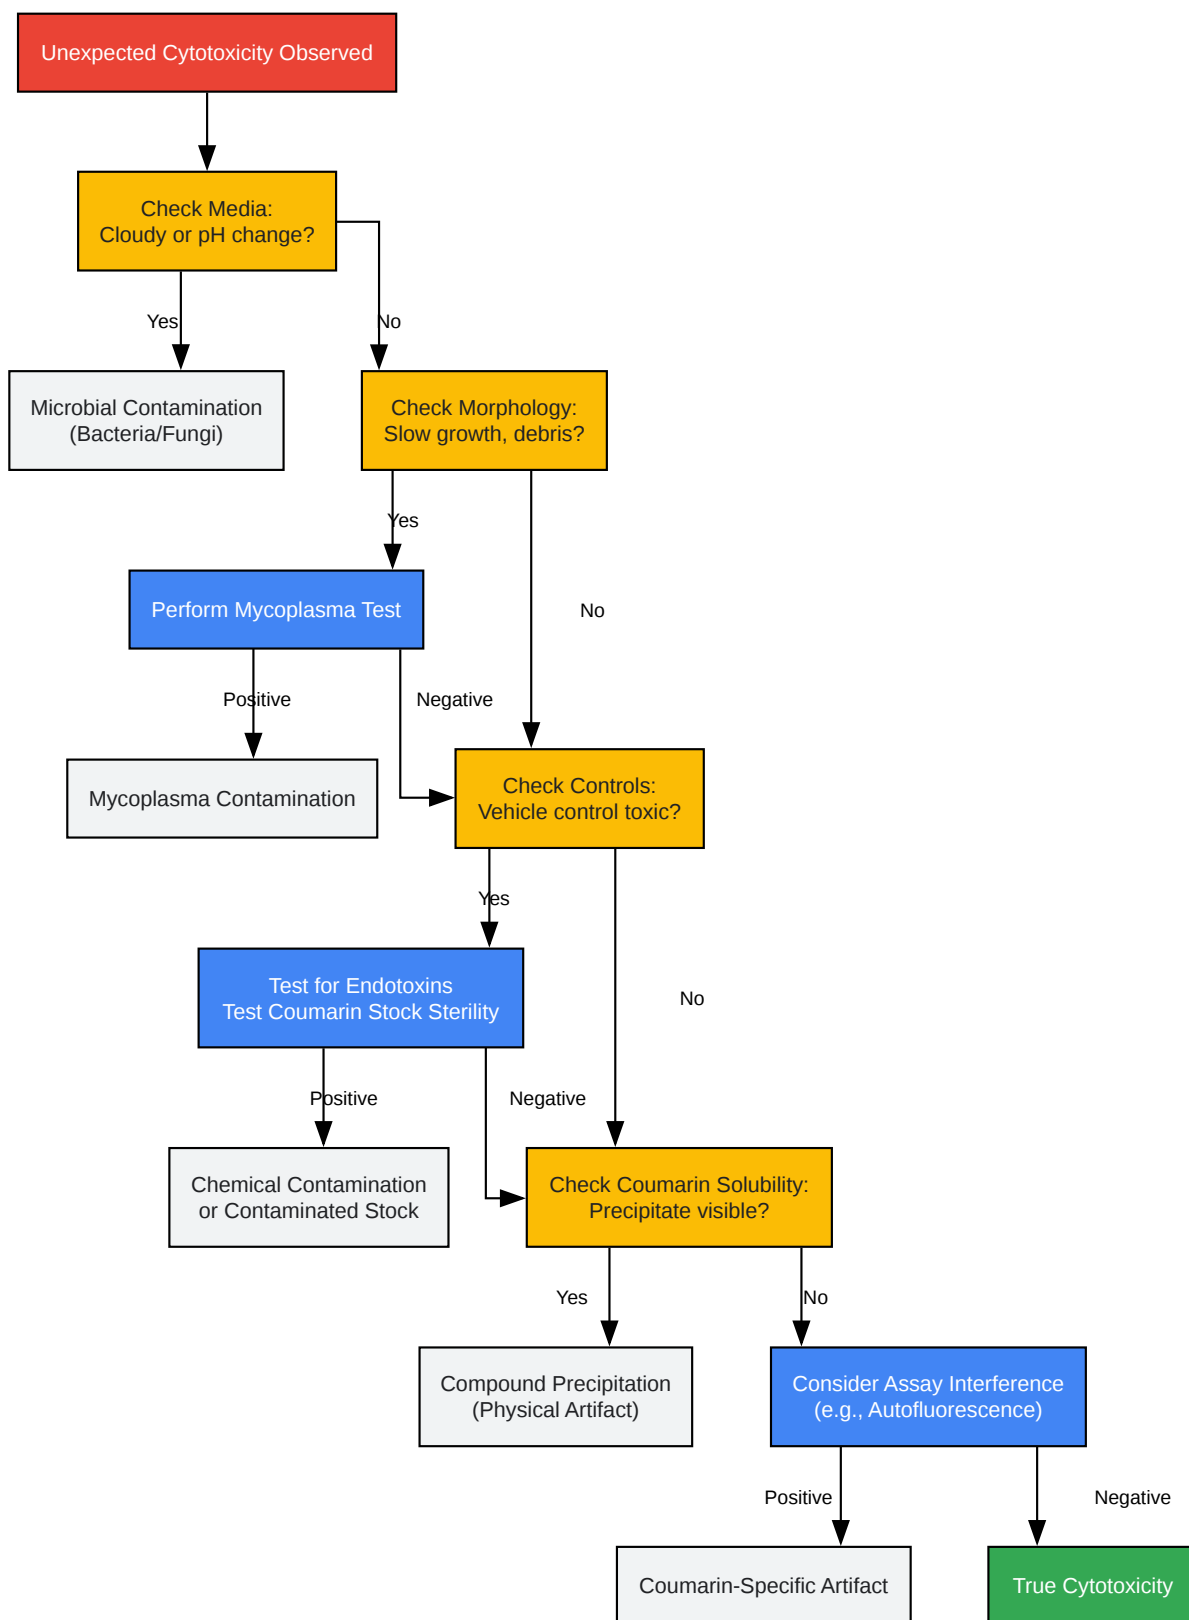 Unexpected Cytotoxicity Observed
Check Media:
Cloudy or pH change?
Yes
No
Microbial Contamination
(Bacteria/Fungi)
Check Morphology:
Slow growth, debris?
Yes
Perform Mycoplasma Test
No
Positive
Negative
Mycoplasma Contamination
Check Controls:
Vehicle control toxic?
Yes
Test for Endotoxins
Test Coumarin Stock Sterility
No
Positive
Negative
Chemical Contamination
or Contaminated Stock
Check Coumarin Solubility:
Precipitate visible?
Yes
No
Compound Precipitation
(Physical Artifact)
Consider Assay Interference
(e.g., Autofluorescence)
Positive
Negative
Coumarin-Specific Artifact
True Cytotoxicity